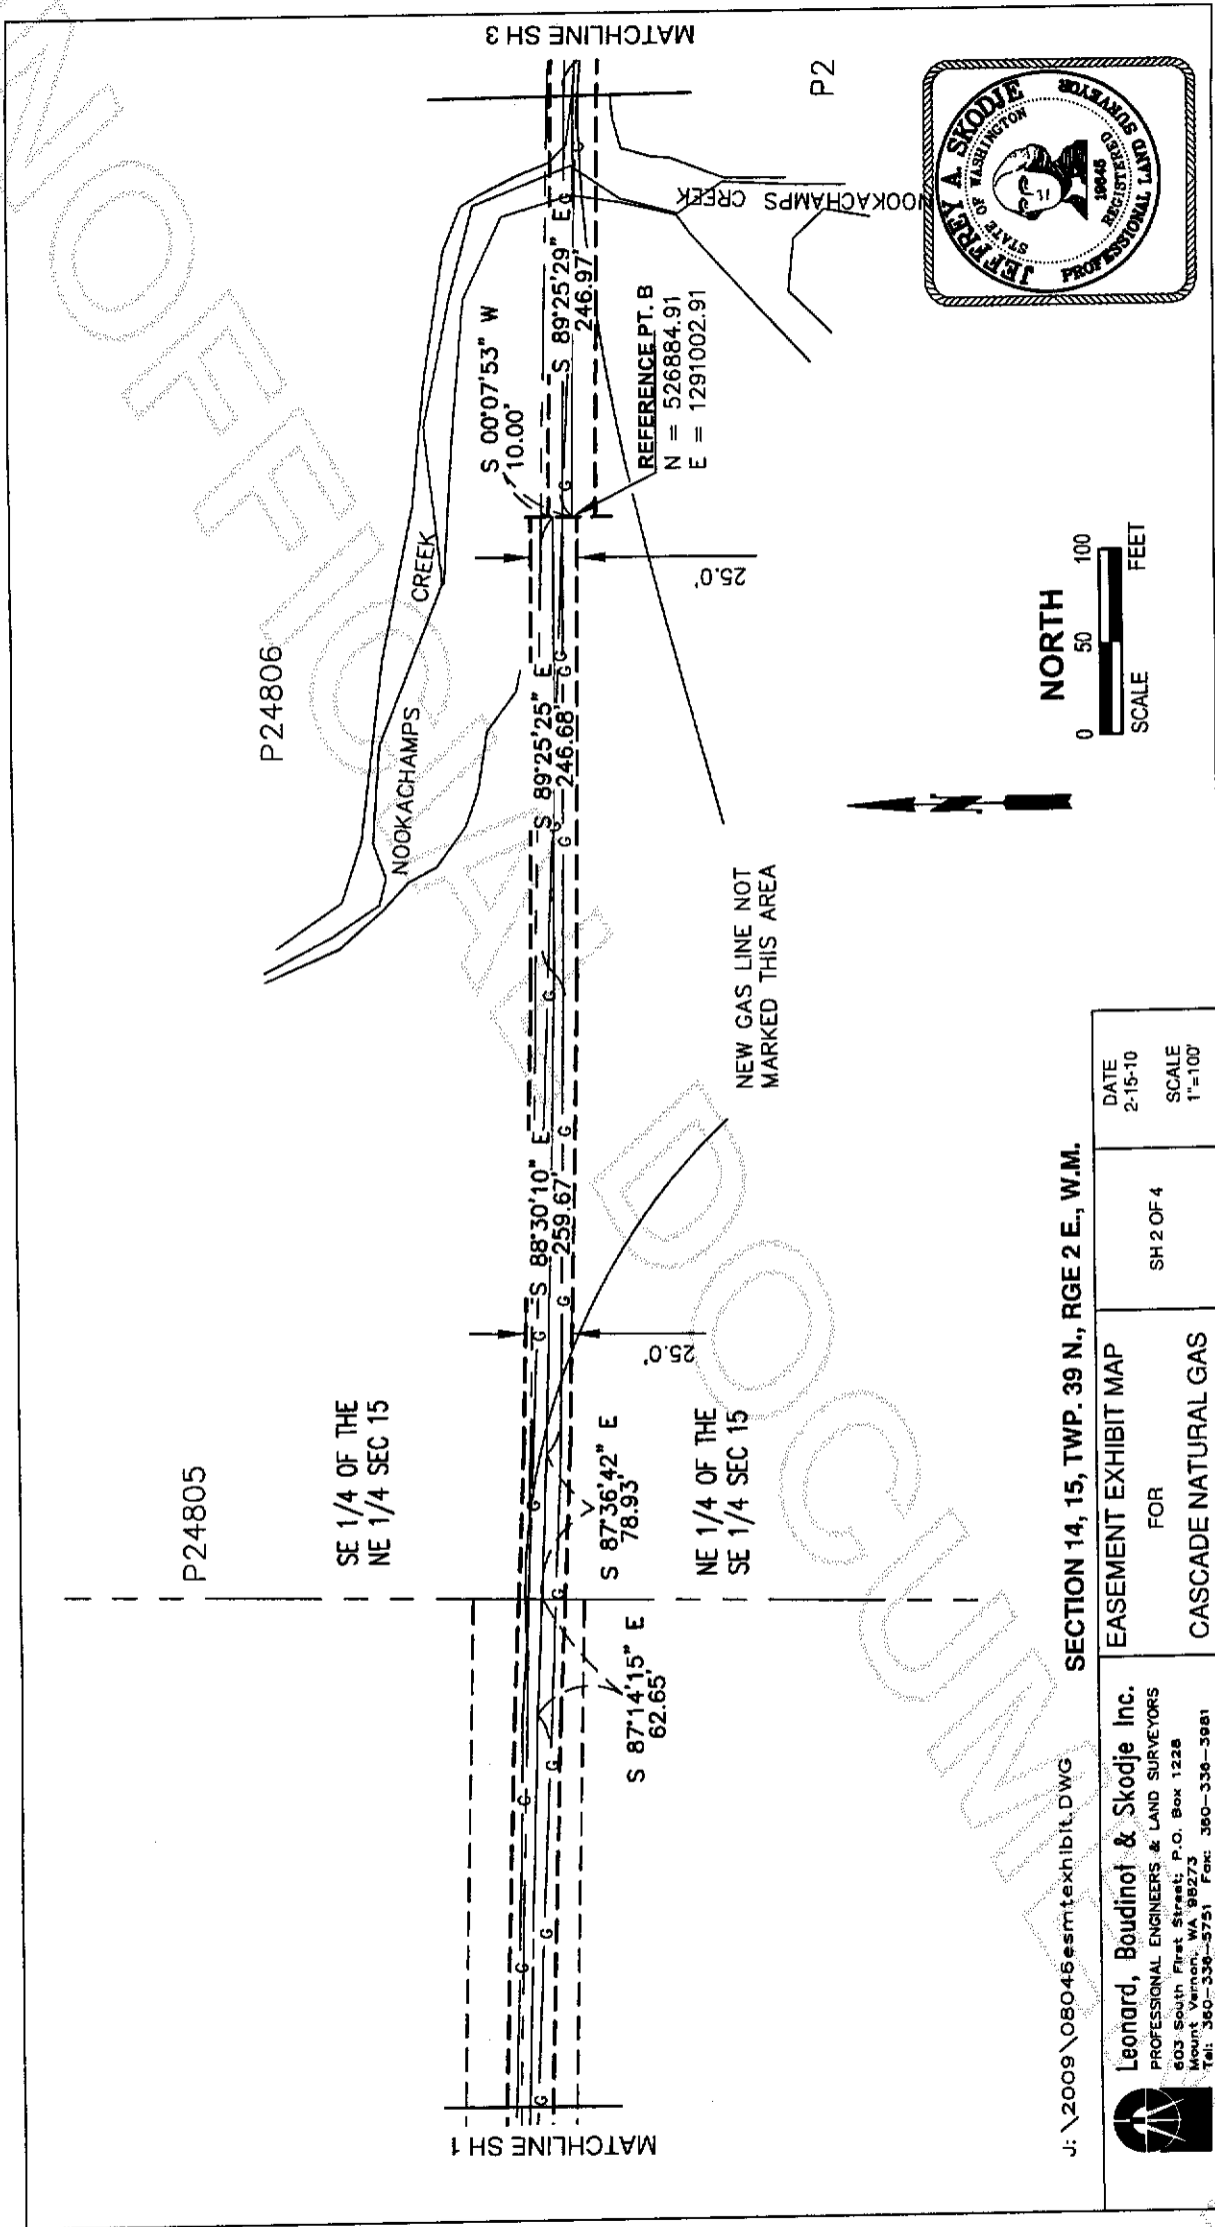 UNOFFICIAL DOCUMENT
P24805
P24806
P2
SE 1/4 OF THE
NE 1/4 SEC 15
NE 1/4 OF THE
SE 1/4 SEC 15
MATCHLINE SH 1
MATCHLINE SH 3
NOOKACHAMPS
CREEK
NOOKACHAMPS CREEK
S 87°14'15" E
62.65'
S 87°36'42" E
78.93'
S 88°30'10" E
259.67'
S 89°25'25" E
246.68'
S 00°07'53" W
10.00'
S 89°25'29" E
246.97'
25.0'
25.0'
G G G G G G G G G G G G G G G G G G
REFERENCE PT. B
N = 526884.91
E = 1291002.91
NEW GAS LINE NOT
MARKED THIS AREA
N
NORTH
0 50 100
SCALE FEET
JEFFREY A. SKODJE
STATE OF WASHINGTON
19645
REGISTERED
PROFESSIONAL LAND SURVEYOR
J:\2009\08046esmtexhibit.DWG
SECTION 14, 15, TWP. 39 N., RGE 2 E., W.M.
Leonard, Boudinot & Skodje Inc.
PROFESSIONAL ENGINEERS & LAND SURVEYORS
603 South First Street; P.O. Box 1228
Mount Vernon, WA 98273
Tel: 360-336-5751 Fax: 360-336-3981
EASEMENT EXHIBIT MAP
FOR
CASCADE NATURAL GAS
SH 2 OF 4
DATE
2-15-10
SCALE
1"=100'